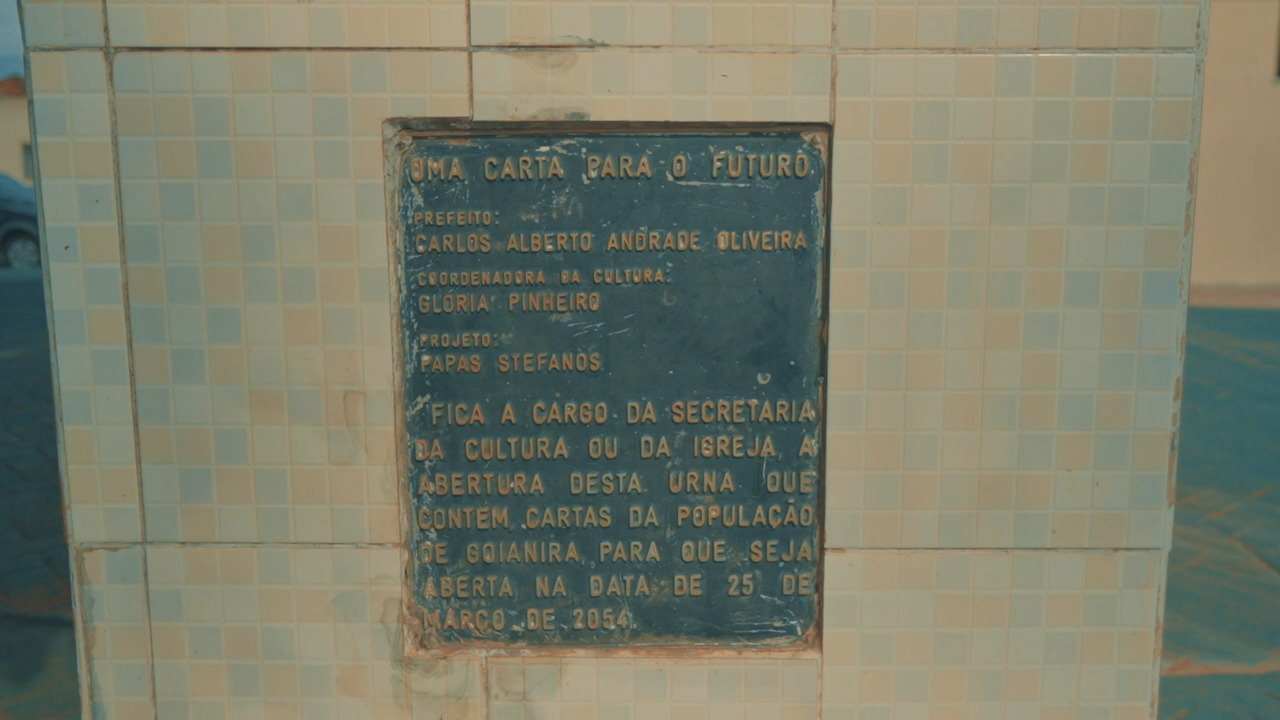 UMA CARTA PARA O FUTURO
PREFEITO:
CARLOS ALBERTO ANDRADE OLIVEIRA
COORDENADORA DA CULTURA:
GLORIA PINHEIRO
PROJETO:
PAPAS STEFANOS
FICA A CARGO DA SECRETARIA
DA CULTURA OU DA IGREJA, A
ABERTURA DESTA URNA QUE
CONTEM CARTAS DA POPULAÇÃO
DE GOIANIRA, PARA QUE SEJA
ABERTA NA DATA DE 25 DE
MARÇO DE 2054.